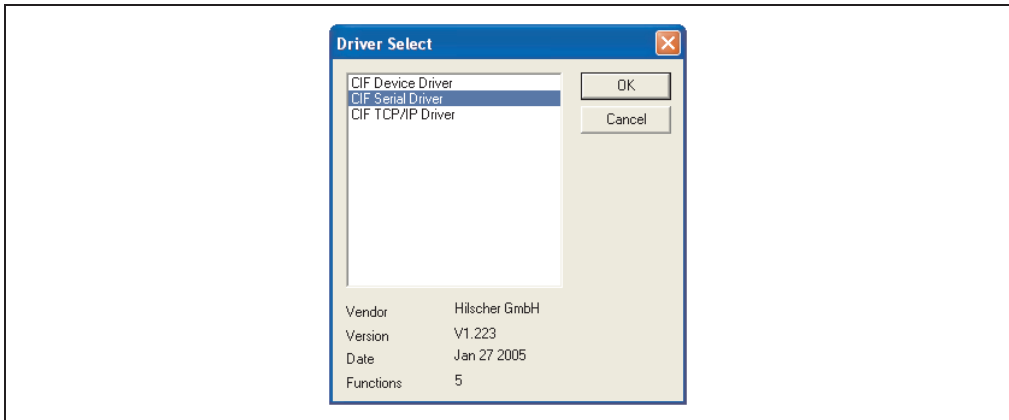 Driver Select
CIF Device Driver
CIF Serial Driver
CIF TCP/IP Driver
OK
Cancel
Vendor Hilscher GmbH
Version V1.223
Date Jan 27 2005
Functions 5